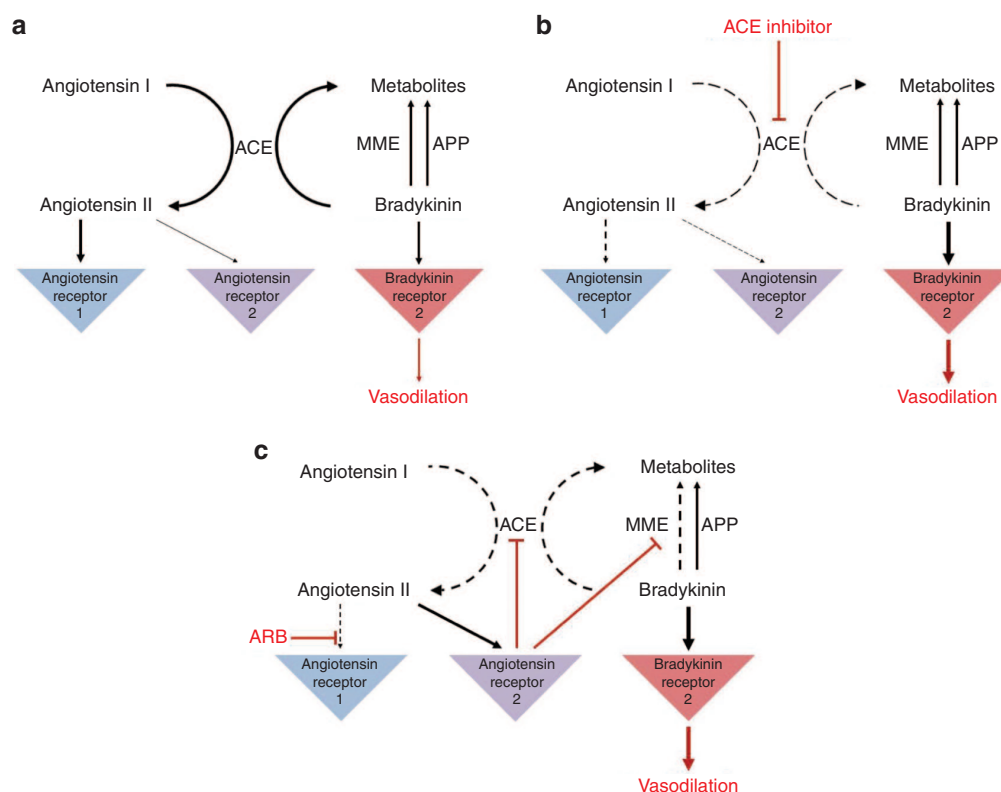 a
Angiotensin I
Metabolites
ACE
MME
APP
Angiotensin II
Bradykinin
Angiotensin
receptor
1
Angiotensin
receptor
2
Bradykinin
receptor
2
Vasodilation
b
ACE inhibitor
Angiotensin I
Metabolites
ACE
MME
APP
Angiotensin II
Bradykinin
Angiotensin
receptor
1
Angiotensin
receptor
2
Bradykinin
receptor
2
Vasodilation
c
Angiotensin I
Metabolites
ACE
MME
APP
Angiotensin II
Bradykinin
ARB
Angiotensin
receptor
1
Angiotensin
receptor
2
Bradykinin
receptor
2
Vasodilation